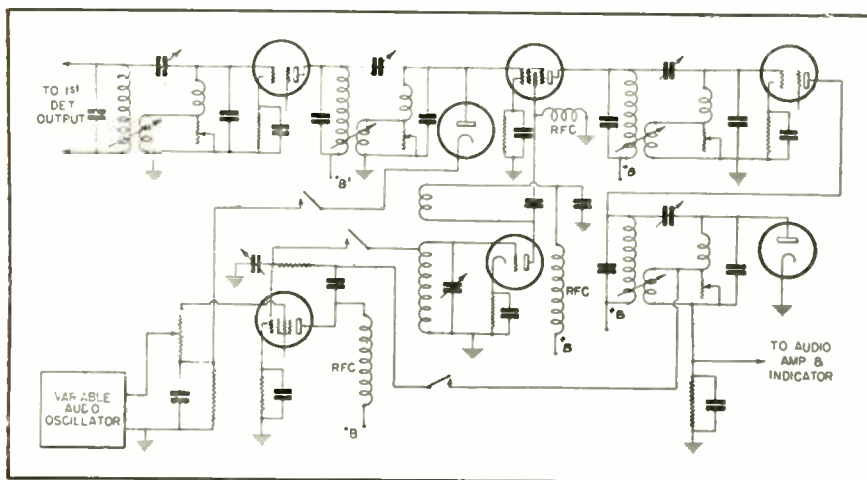 TO 1ST
DET
OUTPUT
RFC
"B'
"B
RFC
"B
"B
RFC
"B
TO AUDIO
AMP &
INDICATOR
VARIABLE
AUDIO
OSCILLATOR